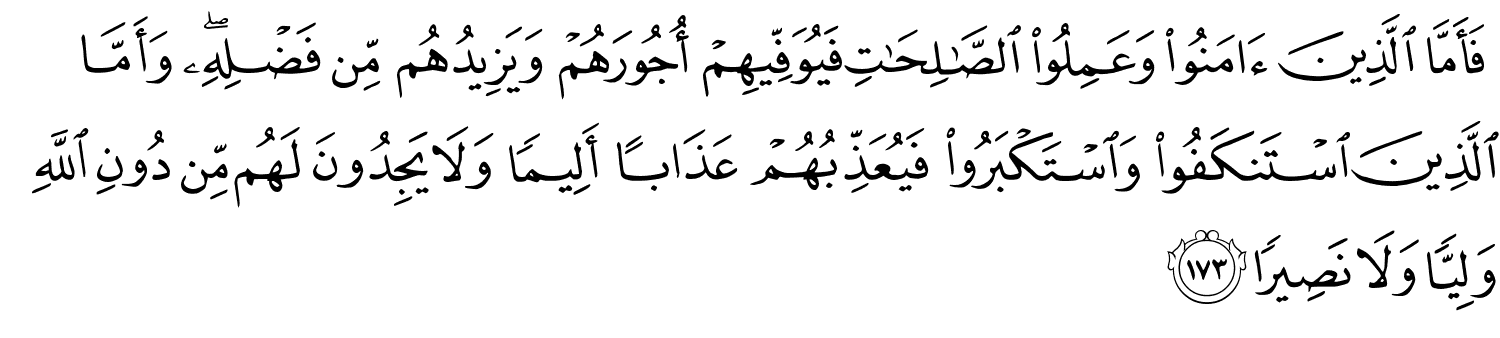 فَأَمَّا ٱلَّذِينَ ءَامَنُوا۟ وَعَمِلُوا۟ ٱلصَّـٰلِحَـٰتِ فَيُوَفِّيهِمْ أُجُورَهُمْ وَيَزِيدُهُم مِّن فَضْلِهِۦ ۖ وَأَمَّا
ٱلَّذِينَ ٱسْتَنكَفُوا۟ وَٱسْتَكْبَرُوا۟ فَيُعَذِّبُهُمْ عَذَابًا أَلِيمًا وَلَا يَجِدُونَ لَهُم مِّن دُونِ ٱللَّهِ
وَلِيًّا وَلَا نَصِيرًا ١٧٣